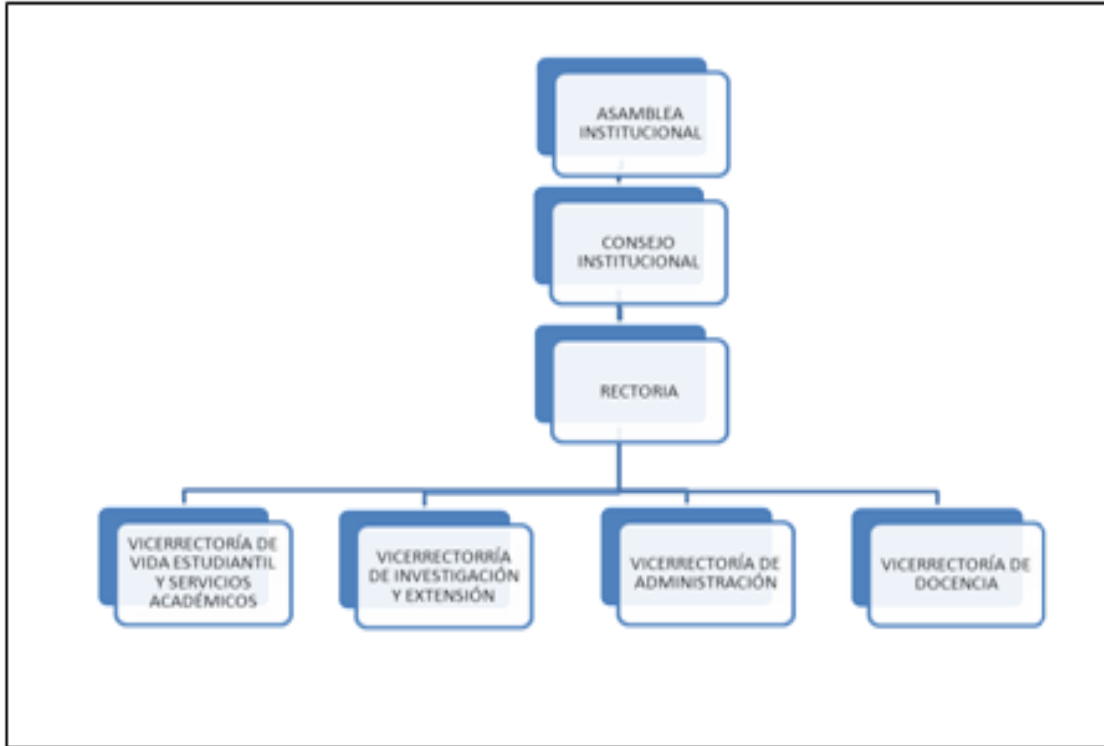 ASAMBLEA
INSTITUCIONAL
CONSEJO
INSTITUCIONAL
RECTORIA
VICERRECTORÍA DE
VIDA ESTUDIANTIL
Y SERVICIOS
ACADÉMICOS
VICERRECTORRÍA
DE INVESTIGACIÓN
Y EXTENSIÓN
VICERRECTORÍA DE
ADMINISTRACIÓN
VICERRECTORÍA DE
DOCENCIA